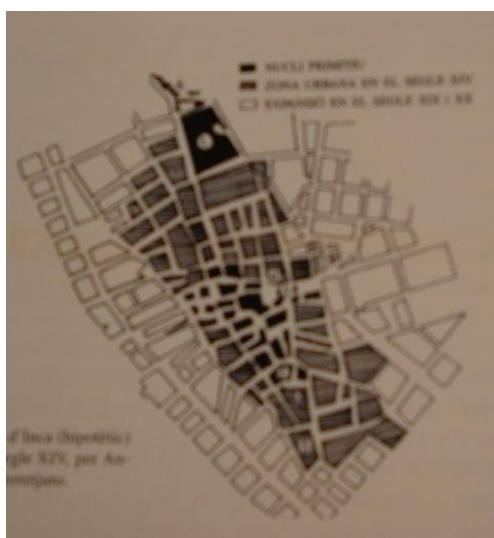 NUCLI PRIMITIU
ZONA URBANA EN EL SEGLE XIV
EXPANSIÓ EN EL SEGLE XIX I XX
d'Inca (hipotètic)
egle XIV, per An-